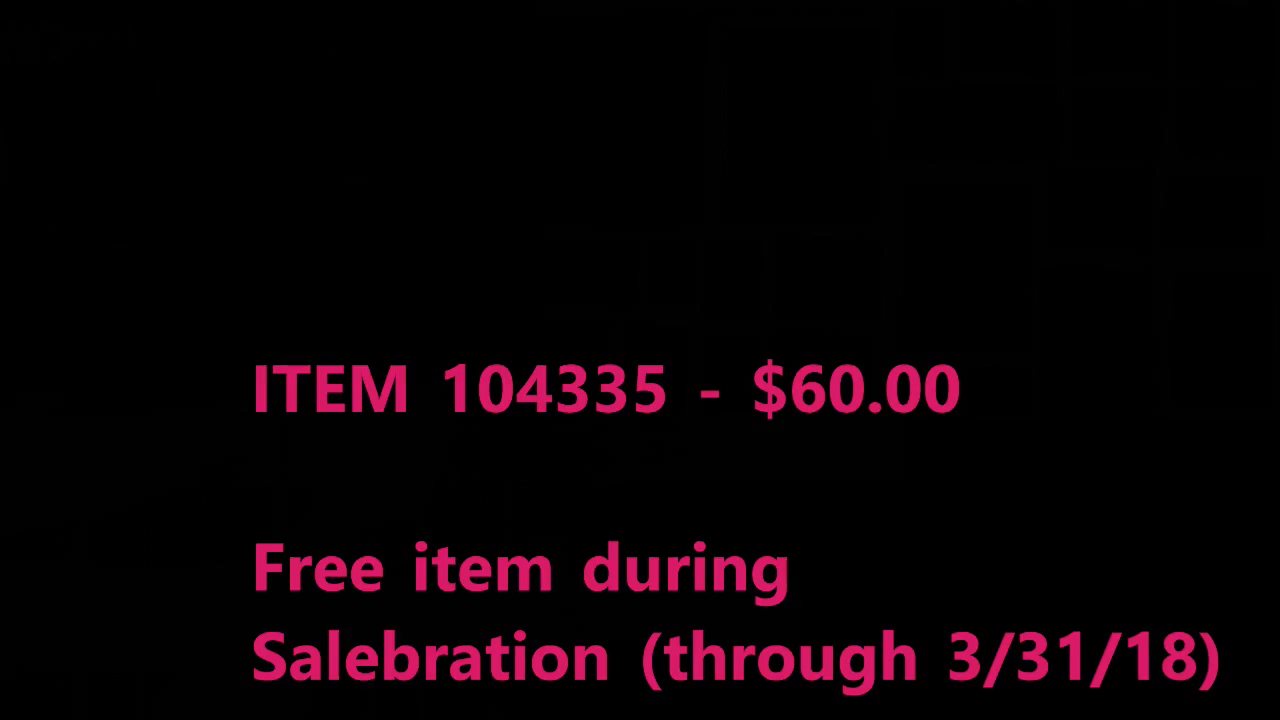 ITEM 104335 - $60.00
Free item during
Salebration (through 3/31/18)